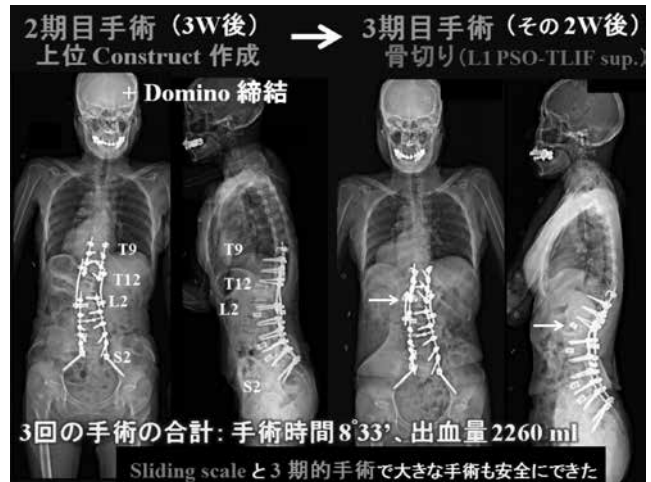 2期目手術(3W後) → 3期目手術(その2W後)
上位 Construct 作成
骨切り(L1 PSO-TLIF sup.)
+ Domino 締結
T9
T12
L2
S2
T9
T12
L2
S2
3回の手術の合計: 手術時間 8°33’、出血量 2260 ml
Sliding scale と 3 期的手術で大きな手術も安全にできた